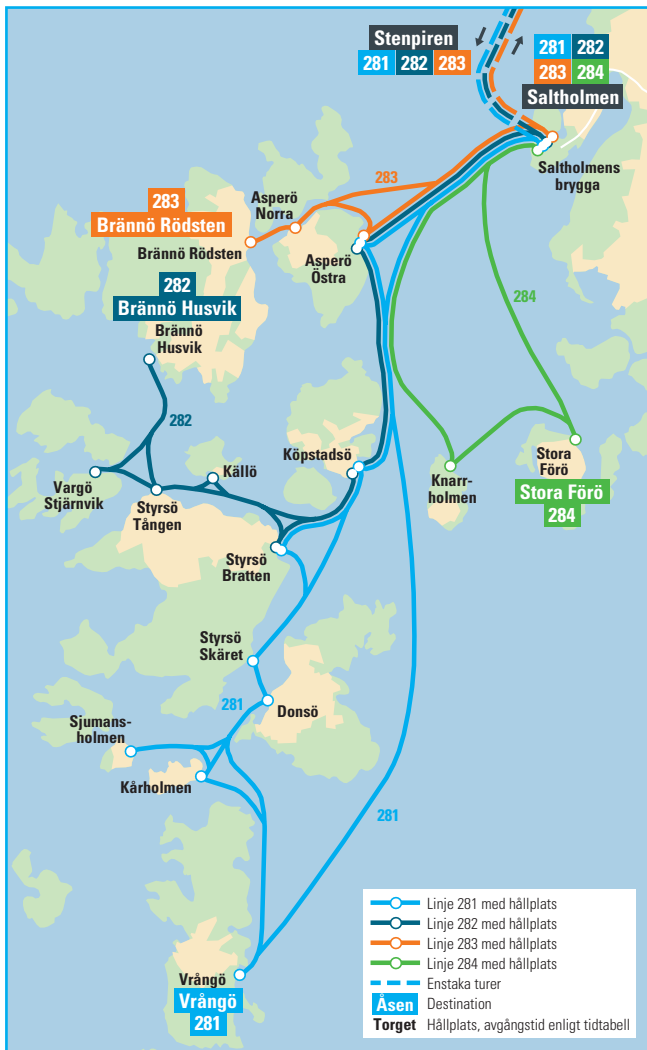 Stenpiren
281 282 283
281 282
283 284
Saltholmen
Saltholmens
brygga
283
283
Brännö Rödsten
Asperö
Norra
Brännö Rödsten
Asperö
Östra
282
Brännö Husvik
Brännö
Husvik
284
282
Vargö
Stjärnvik
Styrsö
Tången
Källö
Köpstadsö
Knarr-
holmen
Stora
Förö
Stora Förö
284
Styrsö
Bratten
Styrsö
Skäret
281
Donsö
Sjumans-
holmen
Kårholmen
281
Vrångö
Vrångö
281
Linje 281 med hållplats
Linje 282 med hållplats
Linje 283 med hållplats
Linje 284 med hållplats
Enstaka turer
Åsen Destination
Torget Hållplats, avgångstid enligt tidtabell